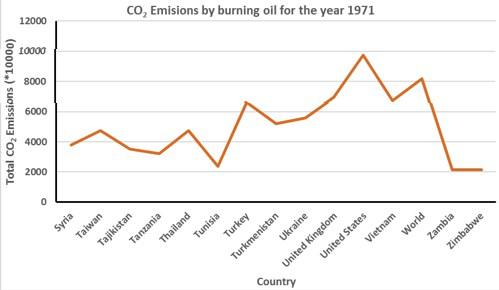 CO₂ Emisions by burning oil for the year 1971
Total CO₂ Emissions (*10000)
12000
10000
8000
6000
4000
2000
0
Syria
Taiwan
Tajikistan
Tanzania
Thailand
Tunisia
Turkey
Turkmenistan
Ukraine
United Kingdom
United States
Vietnam
World
Zambia
Zimbabwe
Country